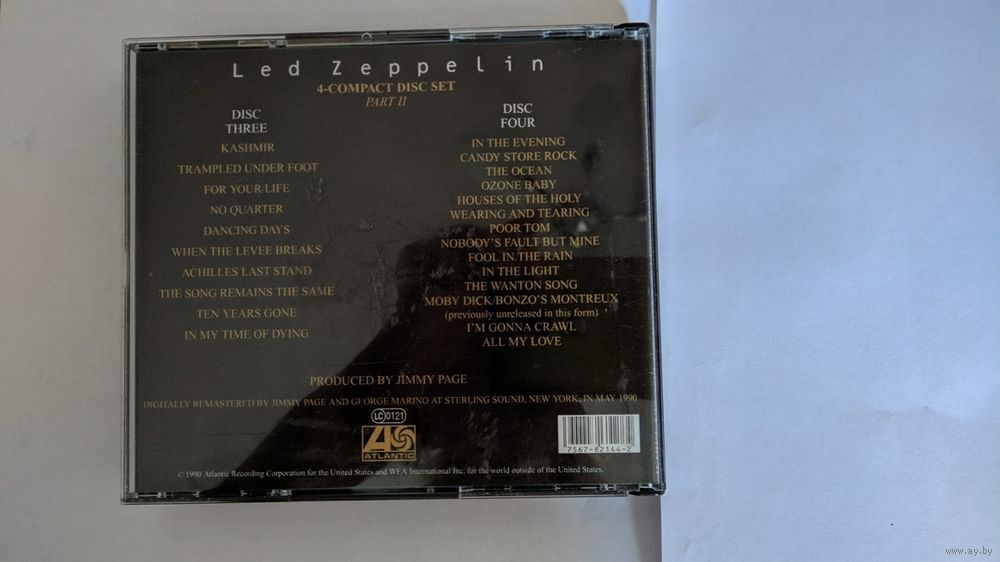 Led Zeppelin
4-COMPACT DISC SET
PART II
DISC
THREE
KASHMIR
TRAMPLED UNDER FOOT
FOR YOUR LIFE
NO QUARTER
DANCING DAYS
WHEN THE LEVEE BREAKS
ACHILLES LAST STAND
THE SONG REMAINS THE SAME
TEN YEARS GONE
IN MY TIME OF DYING
DISC
FOUR
IN THE EVENING
CANDY STORE ROCK
THE OCEAN
OZONE BABY
HOUSES OF THE HOLY
WEARING AND TEARING
POOR TOM
NOBODY'S FAULT BUT MINE
FOOL IN THE RAIN
IN THE LIGHT
THE WANTON SONG
MOBY DICK/BONZO'S MONTREUX
(previously unreleased in this form)
I'M GONNA CRAWL
ALL MY LOVE
PRODUCED BY JIMMY PAGE
DIGITALLY REMASTERED BY JIMMY PAGE AND GEORGE MARINO AT STERLING SOUND, NEW YORK, IN MAY 1990
LC 0121
ATLANTIC
7567-82144-2
© 1990 Atlantic Recording Corporation for the United States and WEA International Inc. for the world outside of the United States.
www.ay.by